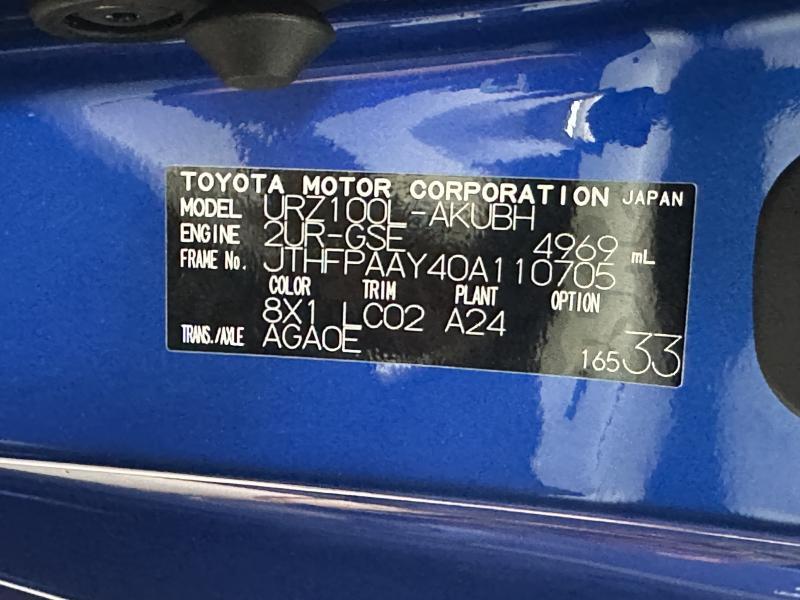 TOYOTA MOTOR CORPORATION JAPAN
MODEL URZ100L-AKUBH
ENGINE 2UR-GSE 4969 mL
FRAME No. JTHFPAAY40A110705
COLOR TRIM PLANT OPTION
8X1 LC02 A24
TRANS./AXLE AGA0E
16533